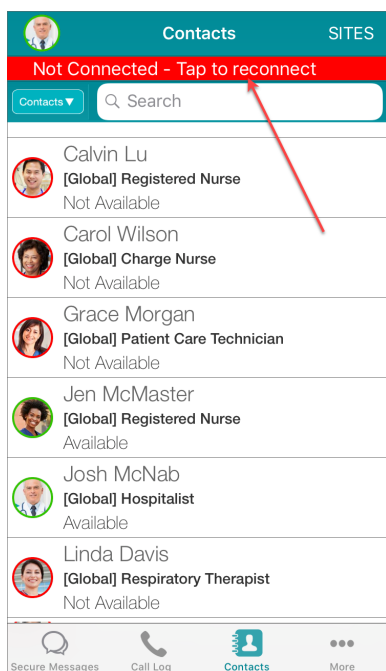 Contacts
SITES
Not Connected - Tap to reconnect
Contacts▼
Search
Calvin Lu
[Global] Registered Nurse
Not Available
Carol Wilson
[Global] Charge Nurse
Not Available
Grace Morgan
[Global] Patient Care Technician
Not Available
Jen McMaster
[Global] Registered Nurse
Available
Josh McNab
[Global] Hospitalist
Available
Linda Davis
[Global] Respiratory Therapist
Not Available
Secure Messages
Call Log
Contacts
More